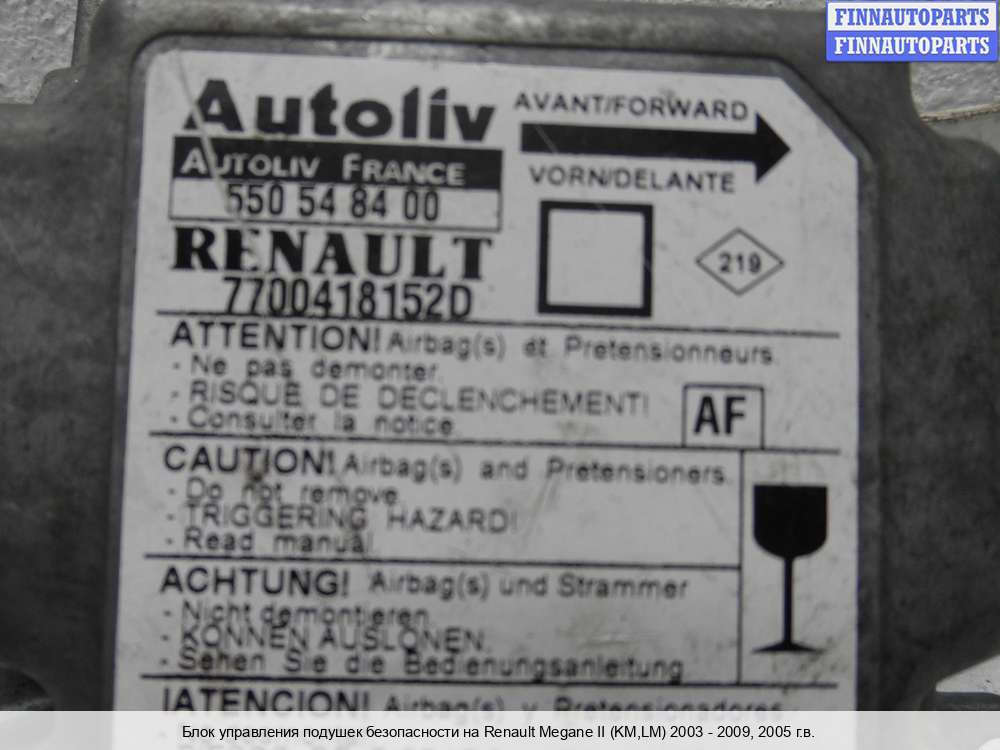 FINNAUTOPARTS
FINNAUTOPARTS
Autoliv
AUTOLIV FRANCE
550 54 84 00
AVANT/FORWARD
VORN/DELANTE
RENAULT
7700418152D
219
ATTENTION! Airbag(s) et Pretensionneurs.
- Ne pas demonter.
- RISQUE DE DECLENCHEMENT!
- Consulter la notice.
AF
CAUTION! Airbag(s) and Pretensioners.
- Do not remove.
- TRIGGERING HAZARD!
- Read manual.
ACHTUNG! Airbag(s) und Strammer
- Nicht demontieren.
- KONNEN AUSLONEN.
- Sehen Sie die Bedienungsanleitung
!ATENCION! Airbag(s) y Pretensionadores.
Блок управления подушек безопасности на Renault Megane II (KM,LM) 2003 - 2009, 2005 г.в.